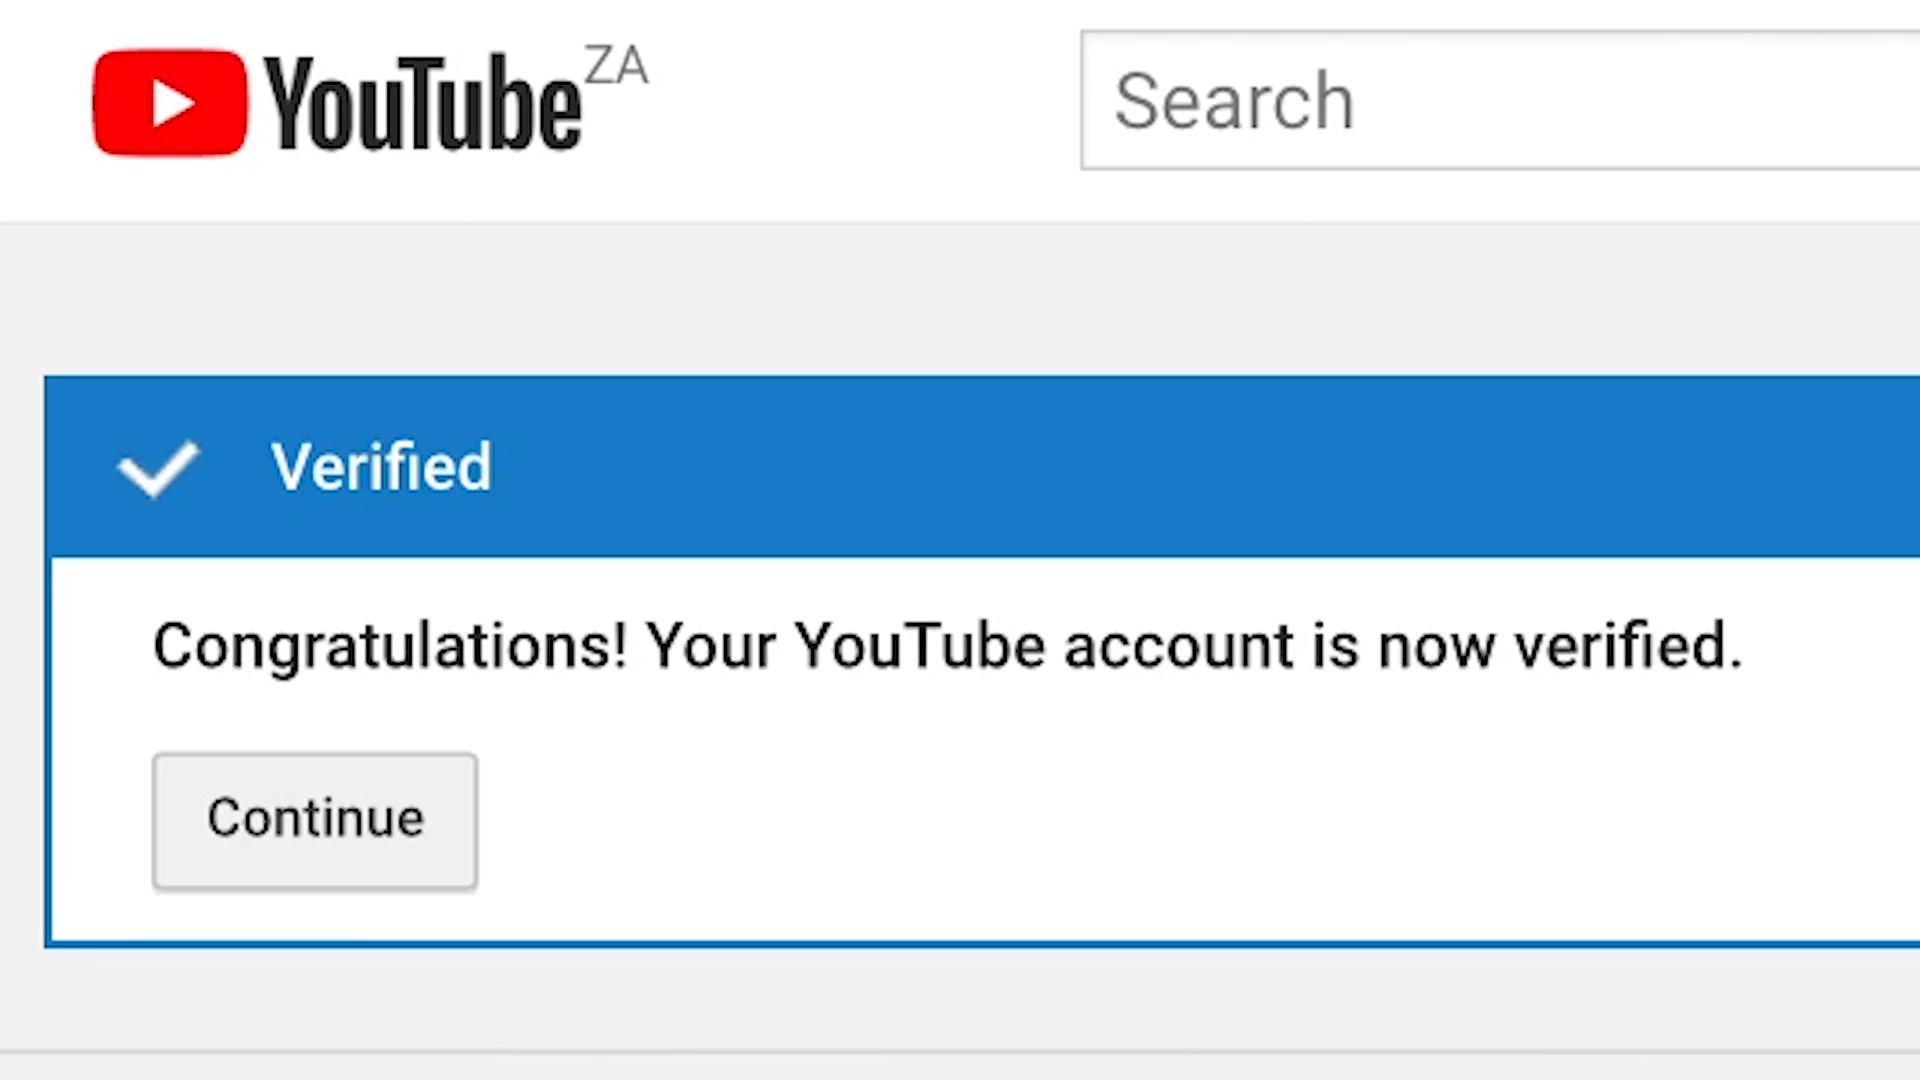 YouTube ZA
Search
Verified
Congratulations! Your YouTube account is now verified.
Continue